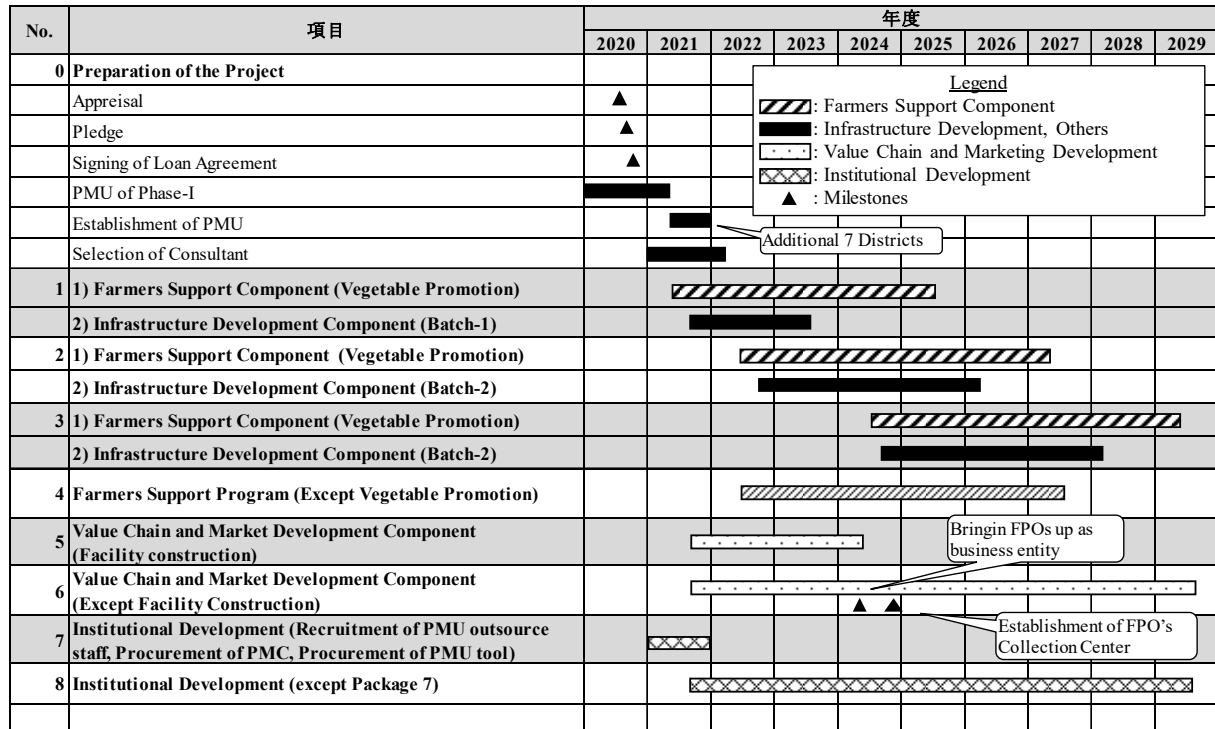 No. 項目 年度
2020 2021 2022 2023 2024 2025 2026 2027 2028 2029
0 Preparation of the Project
Legend
: Farmers Support Component
: Infrastructure Development, Others
: Value Chain and Marketing Development
: Institutional Development
▲ : Milestones
Appraisal
Pledge
Signing of Loan Agreement
PMU of Phase-I
Establishment of PMU
Additional 7 Districts
Selection of Consultant
1 1) Farmers Support Component (Vegetable Promotion)
2) Infrastructure Development Component (Batch-1)
2 1) Farmers Support Component (Vegetable Promotion)
2) Infrastructure Development Component (Batch-2)
3 1) Farmers Support Component (Vegetable Promotion)
2) Infrastructure Development Component (Batch-2)
4 Farmers Support Program (Except Vegetable Promotion)
5 Value Chain and Market Development Component
(Facility construction)
Bringin FPOs up as
business entity
6 Value Chain and Market Development Component
(Except Facility Construction)
Establishment of FPO's
Collection Center
7 Institutional Development (Recruitment of PMU outsource
staff, Procurement of PMC, Procurement of PMU tool)
8 Institutional Development (except Package 7)